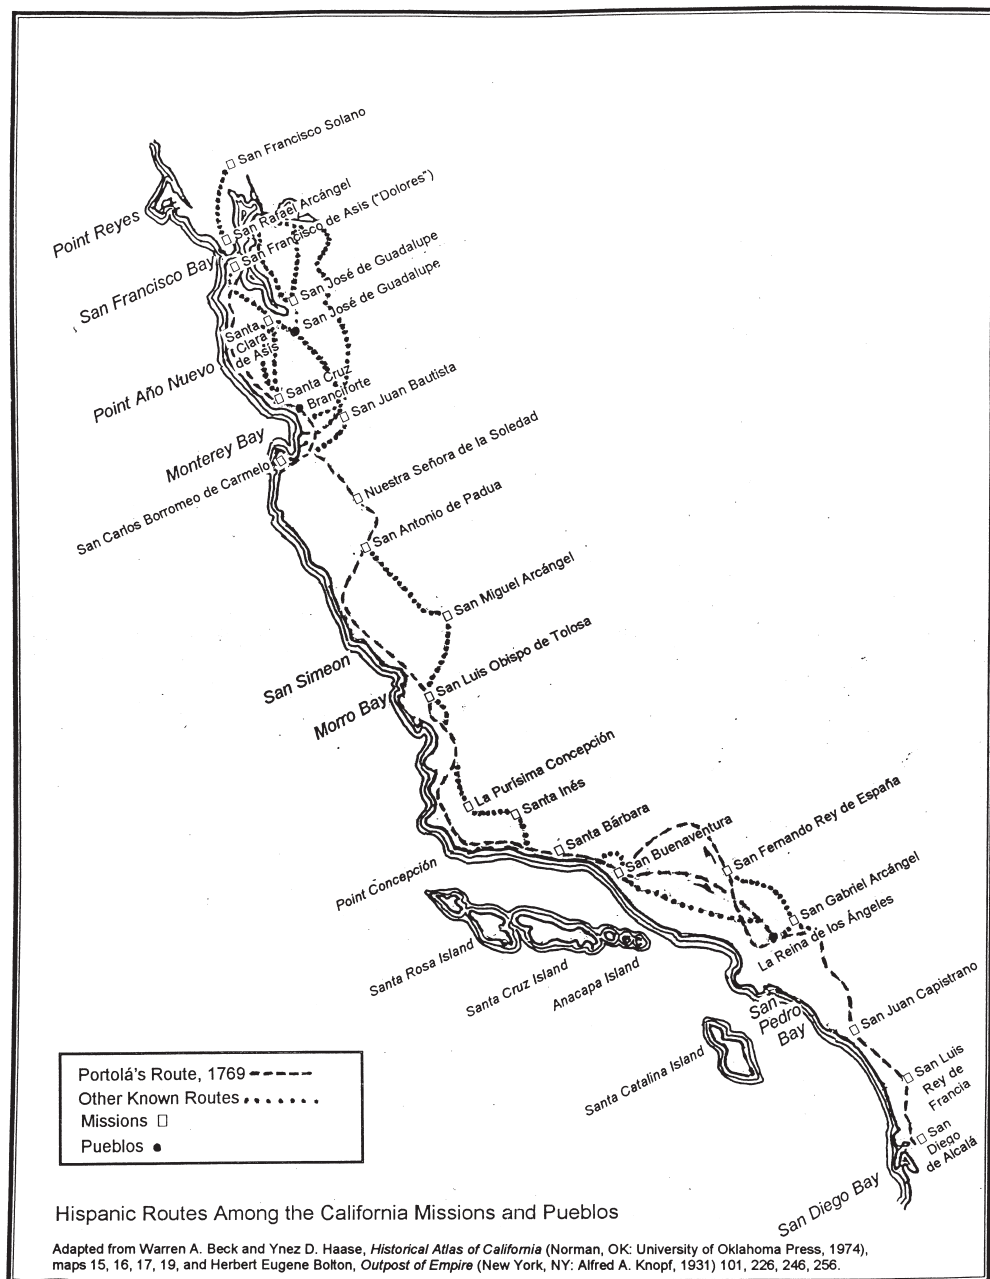 San Francisco Solano
San Rafael Arcángel
San Francisco de Asis ("Dolores")
Point Reyes
San Francisco Bay
San José de Guadalupe
San José de Guadalupe
Santa
Clara
de Asis
Point Año Nuevo
Santa Cruz
Branciforte
San Juan Bautista
Monterey Bay
San Carlos Borromeo de Carmelo
Nuestra Señora de la Soledad
San Antonio de Padua
San Miguel Arcángel
San Simeon
San Luis Obispo de Tolosa
Morro Bay
La Purísima Concepción
Santa Inés
Santa Bárbara
San Buenaventura
San Fernando Rey de España
Point Concepción
San Gabriel Arcángel
La Reina de los Ángeles
Santa Rosa Island
Santa Cruz Island
Anacapa Island
San
Pedro
Bay
San Juan Capistrano
Santa Catalina Island
San Luis
Rey de
Francia
San
Diego
de Alcalá
San Diego Bay
Portolá's Route, 1769
Other Known Routes
Missions
Pueblos
Hispanic Routes Among the California Missions and Pueblos
Adapted from Warren A. Beck and Ynez D. Haase, Historical Atlas of California (Norman, OK: University of Oklahoma Press, 1974),
maps 15, 16, 17, 19, and Herbert Eugene Bolton, Outpost of Empire (New York, NY: Alfred A. Knopf, 1931) 101, 226, 246, 256.